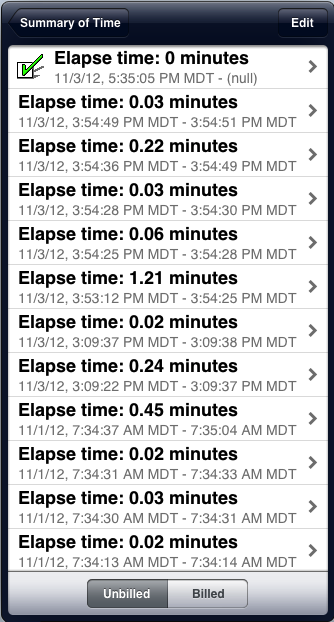 Summary of Time
Edit
Elapse time: 0 minutes
11/3/12, 5:35:05 PM MDT - (null)
Elapse time: 0.03 minutes
11/3/12, 3:54:49 PM MDT - 3:54:51 PM MDT
Elapse time: 0.22 minutes
11/3/12, 3:54:36 PM MDT - 3:54:49 PM MDT
Elapse time: 0.03 minutes
11/3/12, 3:54:28 PM MDT - 3:54:30 PM MDT
Elapse time: 0.06 minutes
11/3/12, 3:54:25 PM MDT - 3:54:28 PM MDT
Elapse time: 1.21 minutes
11/3/12, 3:53:12 PM MDT - 3:54:25 PM MDT
Elapse time: 0.02 minutes
11/3/12, 3:09:37 PM MDT - 3:09:38 PM MDT
Elapse time: 0.24 minutes
11/3/12, 3:09:22 PM MDT - 3:09:37 PM MDT
Elapse time: 0.45 minutes
11/1/12, 7:34:37 AM MDT - 7:35:04 AM MDT
Elapse time: 0.02 minutes
11/1/12, 7:34:31 AM MDT - 7:34:33 AM MDT
Elapse time: 0.03 minutes
11/1/12, 7:34:30 AM MDT - 7:34:31 AM MDT
Elapse time: 0.02 minutes
11/1/12, 7:34:13 AM MDT - 7:34:14 AM MDT
Unbilled
Billed